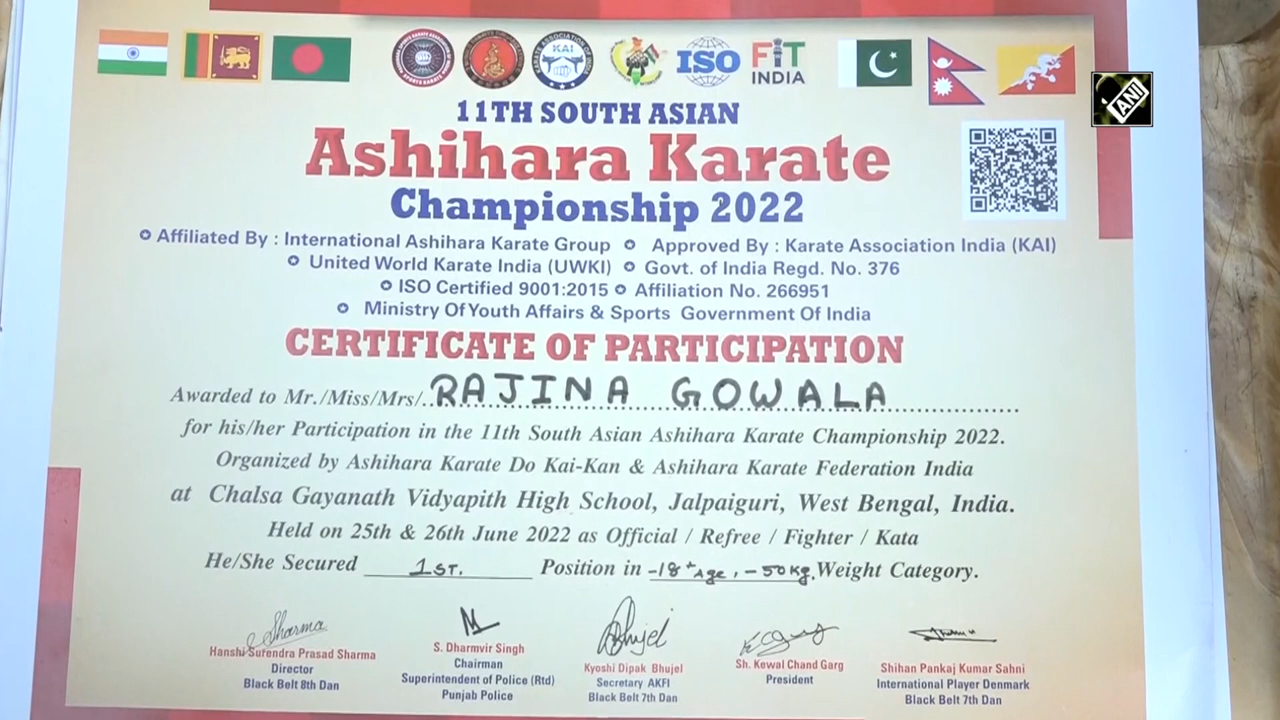 KAI
ISO
FIT
INDIA
ANI
11TH SOUTH ASIAN
Ashihara Karate
Championship 2022
Affiliated By : International Ashihara Karate Group Approved By : Karate Association India (KAI)
United World Karate India (UWKI) Govt. of India Regd. No. 376
ISO Certified 9001:2015 Affiliation No. 266951
Ministry Of Youth Affairs & Sports Government Of India
CERTIFICATE OF PARTICIPATION
Awarded to Mr./Miss/Mrs/..RAJINA GOWALA
for his/her Participation in the 11th South Asian Ashihara Karate Championship 2022.
Organized by Ashihara Karate Do Kai-Kan & Ashihara Karate Federation India
at Chalsa Gayanath Vidyapith High School, Jalpaiguri, West Bengal, India.
Held on 25th & 26th June 2022 as Official / Refree / Fighter / Kata
He/She Secured 1ST. Position in -18+ Age, -50kg. Weight Category.
Sharma
Hanshi Surendra Prasad Sharma
Director
Black Belt 8th Dan
S. Dharmvir Singh
Chairman
Superintendent of Police (Rtd)
Punjab Police
Bhujel
Kyoshi Dipak Bhujel
Secretary AKFI
Black Belt 7th Dan
Sh. Kewal Chand Garg
President
Shihan Pankaj Kumar Sahni
International Player Denmark
Black Belt 7th Dan